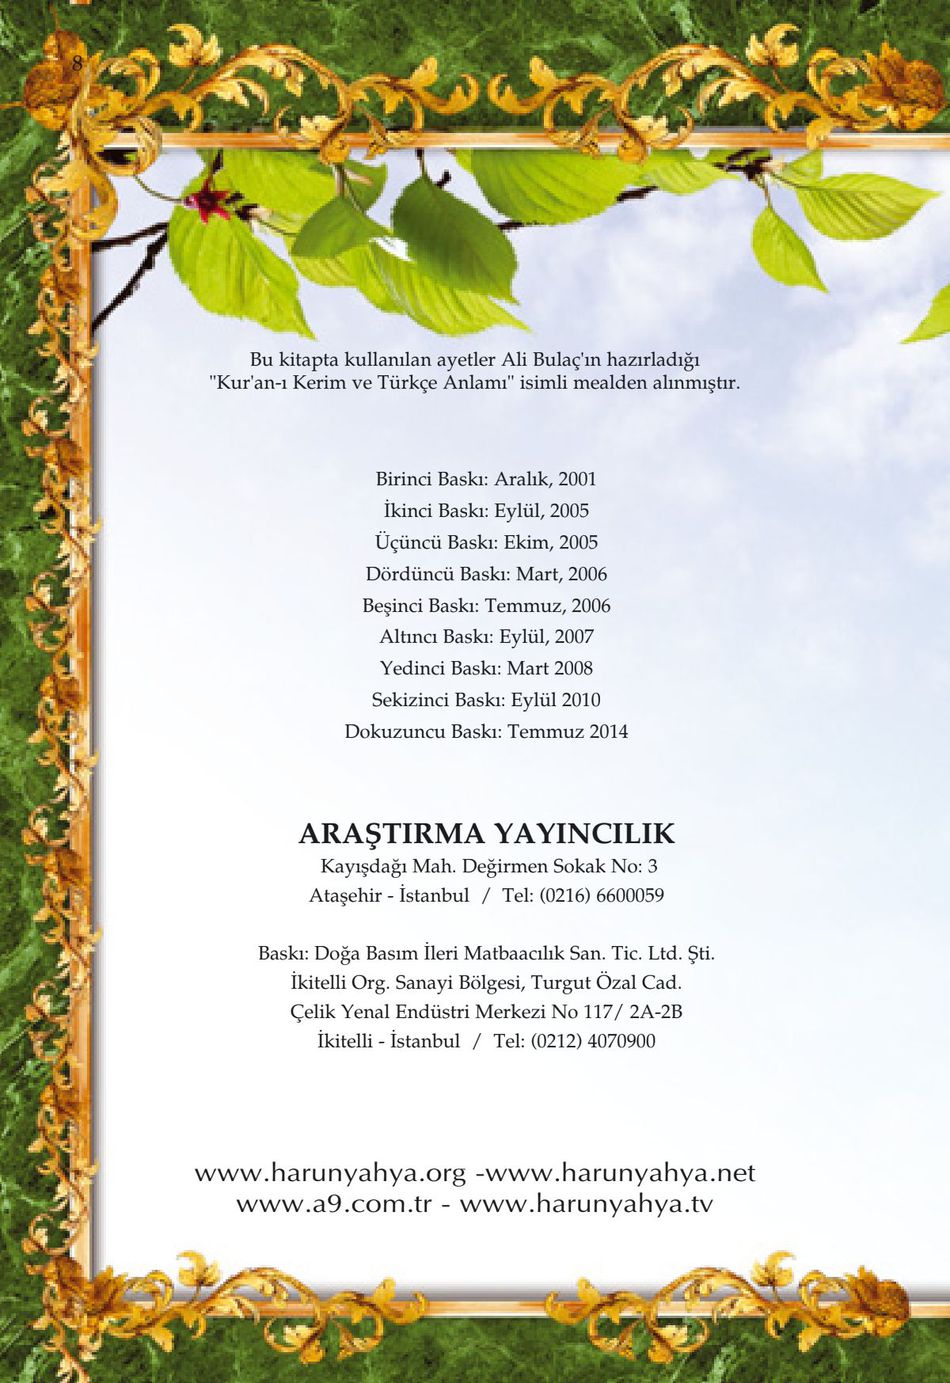 8
Bu kitapta kullanılan ayetler Ali Bulaç'ın hazırladığı
"Kur'an-ı Kerim ve Türkçe Anlamı" isimli mealden alınmıştır.
Birinci Baskı: Aralık, 2001
İkinci Baskı: Eylül, 2005
Üçüncü Baskı: Ekim, 2005
Dördüncü Baskı: Mart, 2006
Beşinci Baskı: Temmuz, 2006
Altıncı Baskı: Eylül, 2007
Yedinci Baskı: Mart 2008
Sekizinci Baskı: Eylül 2010
Dokuzuncu Baskı: Temmuz 2014
ARAŞTIRMA YAYINCILIK
Kayışdağı Mah. Değirmen Sokak No: 3
Ataşehir - İstanbul / Tel: (0216) 6600059
Baskı: Doğa Basım İleri Matbaacılık San. Tic. Ltd. Şti.
İkitelli Org. Sanayi Bölgesi, Turgut Özal Cad.
Çelik Yenal Endüstri Merkezi No 117/ 2A-2B
İkitelli - İstanbul / Tel: (0212) 4070900
www.harunyahya.org -www.harunyahya.net
www.a9.com.tr - www.harunyahya.tv